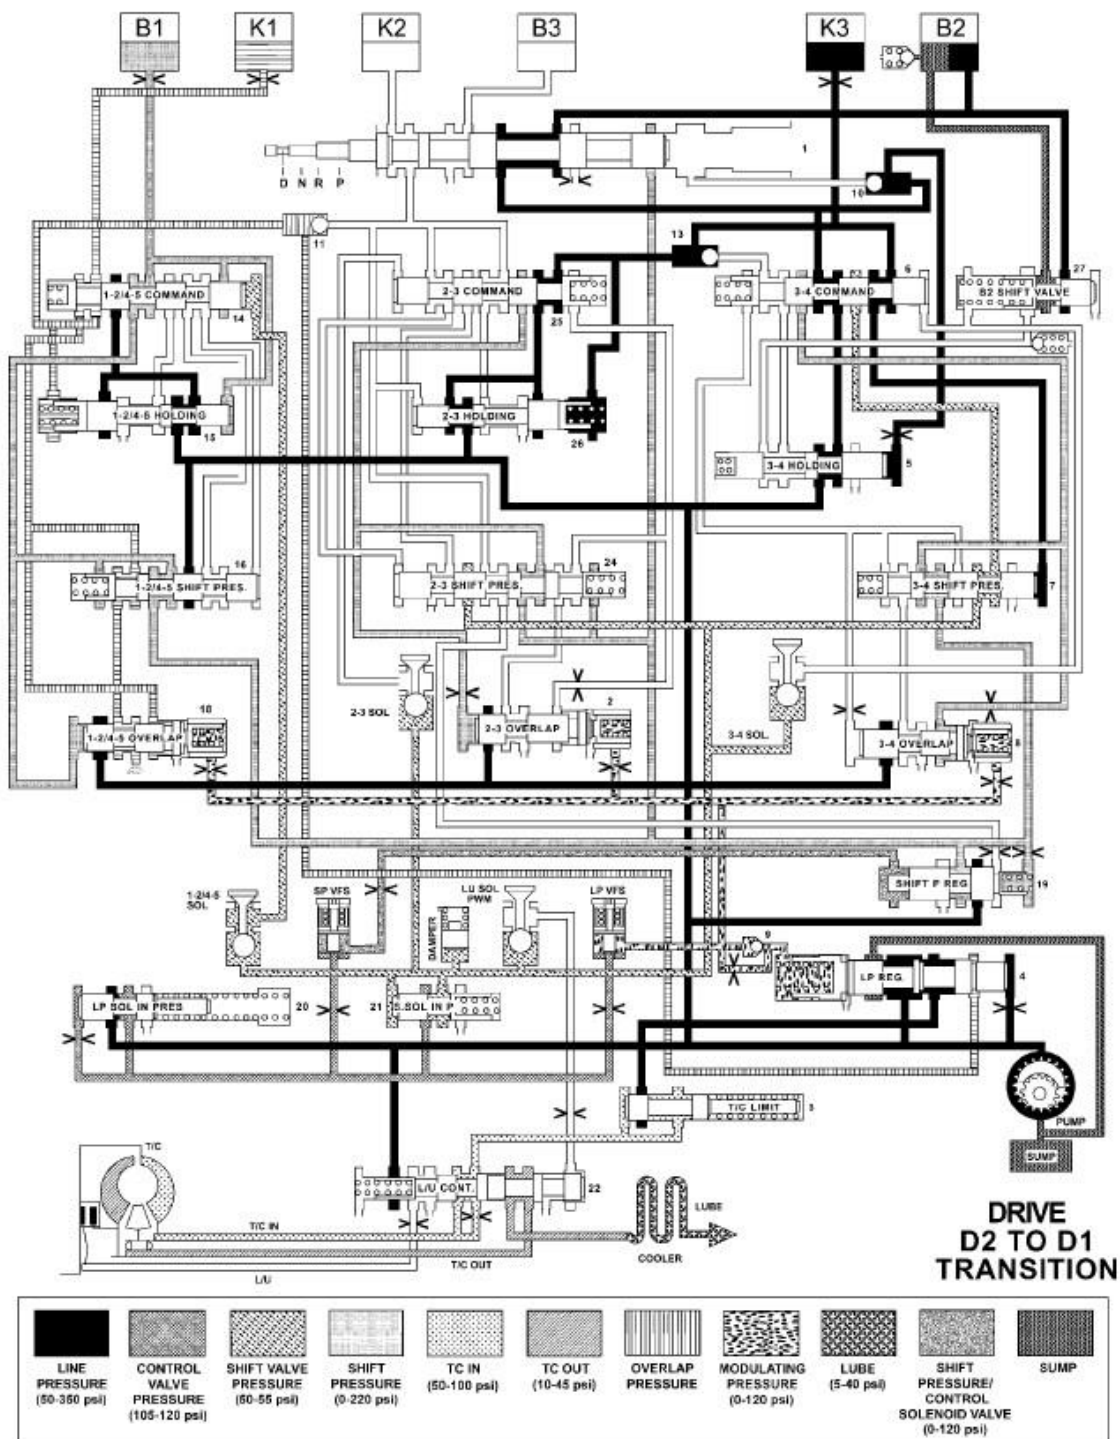 B1 K1 K2 B3 K3 B2
1
D N R P
10
11
13
6
27
1-2/4-5 COMMAND
2-3 COMMAND
3-4 COMMAND
B2 SHIFT VALVE
14
25
1-2/4-5 HOLDING
2-3 HOLDING
15
26
3-4 HOLDING
5
16
24
1-2/4-5 SHIFT PRES.
2-3 SHIFT PRES.
3-4 SHIFT PRES.
7
18
2-3 SOL
2
3-4 SOL.
1-2/4-5 OVERLAP
2-3 OVERLAP
3-4 OVERLAP
8
1-2/4-5
SOL
SP VFS
LU SOL
PWM
LP VFS
SHIFT P REG
19
DAMPER
9
LP REG.
4
LP SOL IN PRES
20
21
S.SOL IN P
T/C LIMIT
3
PUMP
SUMP
T/C
L/U CONT.
22
T/C IN
T/C OUT
L/U
LUBE
COOLER
DRIVE
D2 TO D1
TRANSITION
LINE
PRESSURE
(50-350 psi)
CONTROL
VALVE
PRESSURE
(105-120 psi)
SHIFT VALVE
PRESSURE
(50-55 psi)
SHIFT
PRESSURE
(0-220 psi)
TC IN
(50-100 psi)
TC OUT
(10-45 psi)
OVERLAP
PRESSURE
MODULATING
PRESSURE
(0-120 psi)
LUBE
(5-40 psi)
SHIFT
PRESSURE/
CONTROL
SOLENOID VALVE
(0-120 psi)
SUMP